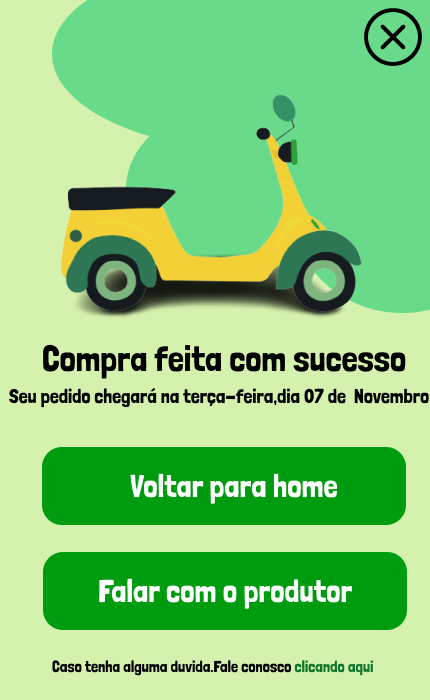 Compra feita com sucesso
Seu pedido chegará na terça-feira,dia 07 de Novembro
Voltar para home
Falar com o produtor
Caso tenha alguma duvida.Fale conosco clicando aqui